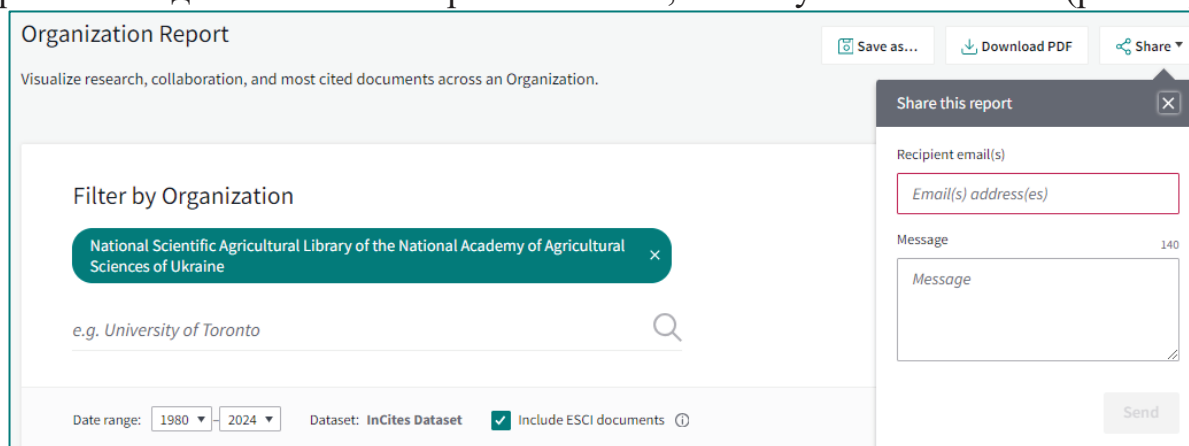 Organization Report
Save as...
Download PDF
Share
Visualize research, collaboration, and most cited documents across an Organization.
Share this report
Recipient email(s)
Email(s) address(es)
Filter by Organization
National Scientific Agricultural Library of the National Academy of Agricultural
Sciences of Ukraine
Message
140
Message
e.g. University of Toronto
Date range: 1980 - 2024 Dataset: InCites Dataset Include ESCI documents
Send